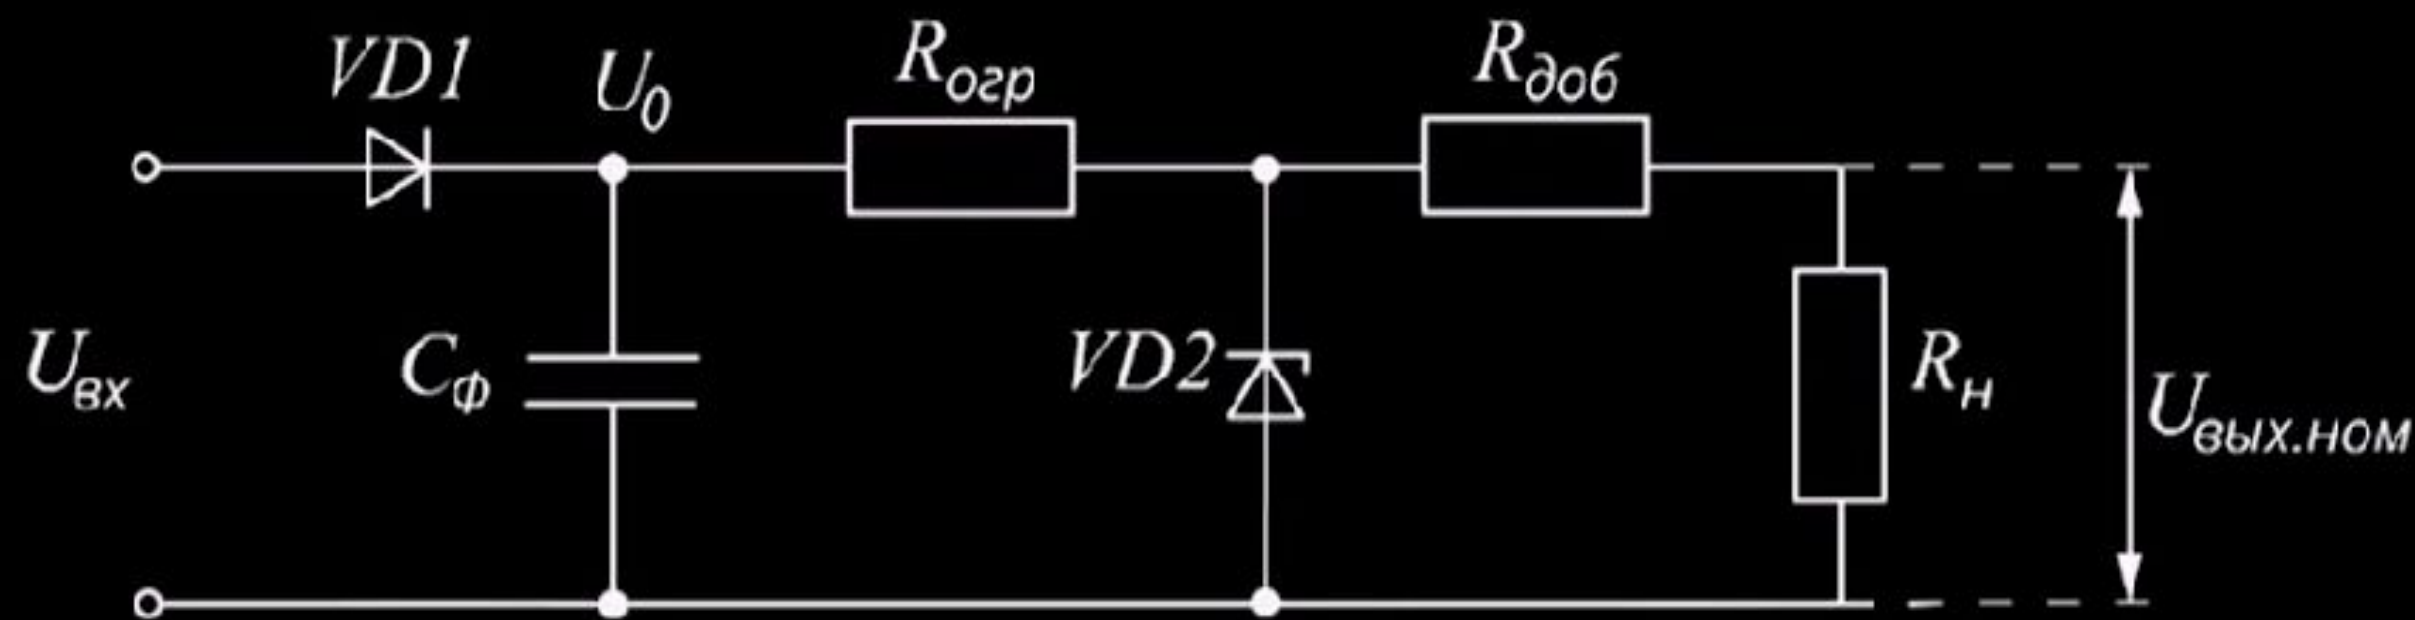 VD1
U₀
Rогр
Rдоб
Uвх
Cф
VD2
Rн
Uвых.ном